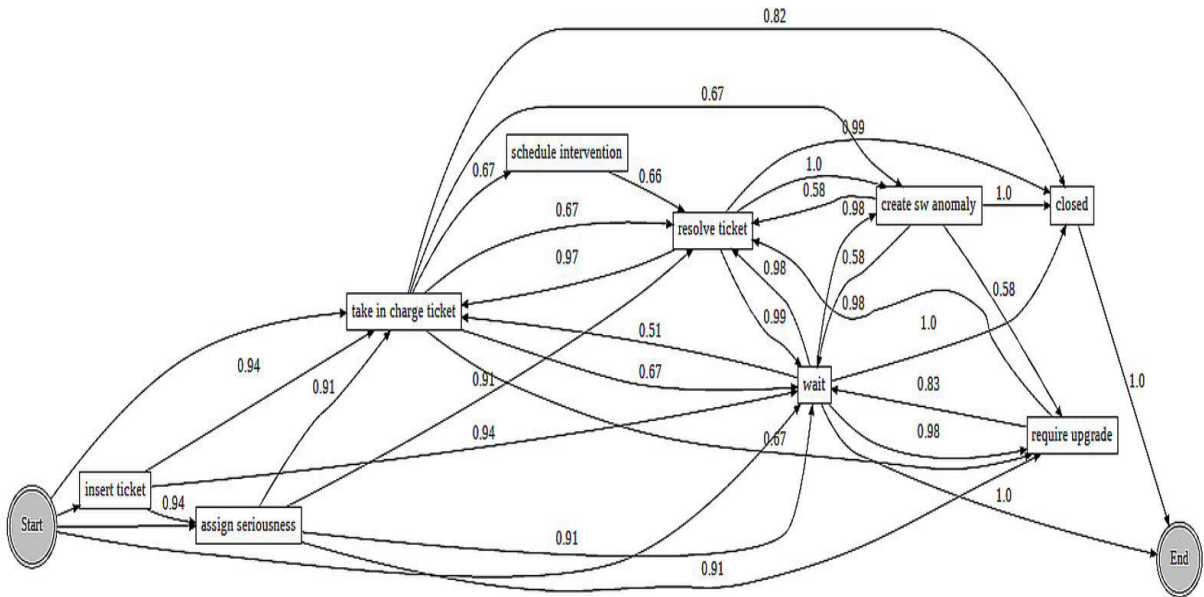 0.82
0.67
0.99
schedule intervention
0.67
0.66
1.0
0.58
create sw anomaly
1.0
closed
0.67
resolve ticket
0.98
0.97
0.98
0.58
0.58
take in charge ticket
0.99
0.98
0.51
1.0
0.94
0.91
0.91
0.67
wait
0.83
1.0
0.94
0.67
0.98
require upgrade
insert ticket
0.94
1.0
Start
assign seriousness
0.91
0.91
End